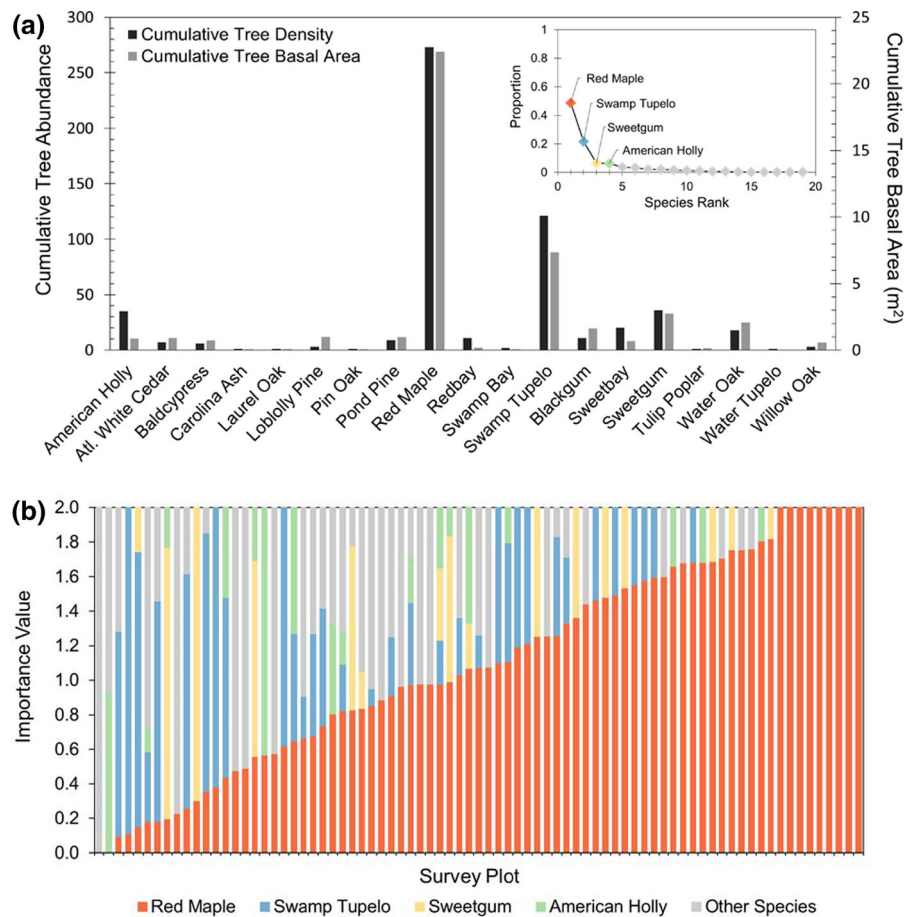 (a)
300
250
200
150
100
50
0
Cumulative Tree Abundance
Cumulative Tree Density
Cumulative Tree Basal Area
25
20
15
10
5
0
Cumulative Tree Basal Area (m²)
1
0.8
0.6
0.4
0.2
0
Proportion
Red Maple
Swamp Tupelo
Sweetgum
American Holly
0 5 10 15 20
Species Rank
American Holly
Atl. White Cedar
Baldcypress
Carolina Ash
Laurel Oak
Loblolly Pine
Pin Oak
Pond Pine
Red Maple
Redbay
Swamp Bay
Swamp Tupelo
Blackgum
Sweetbay
Sweetgum
Tulip Poplar
Water Oak
Water Tupelo
Willow Oak
(b)
2.0
1.8
1.6
1.4
1.2
1.0
0.8
0.6
0.4
0.2
0.0
Importance Value
Survey Plot
Red Maple Swamp Tupelo Sweetgum American Holly Other Species